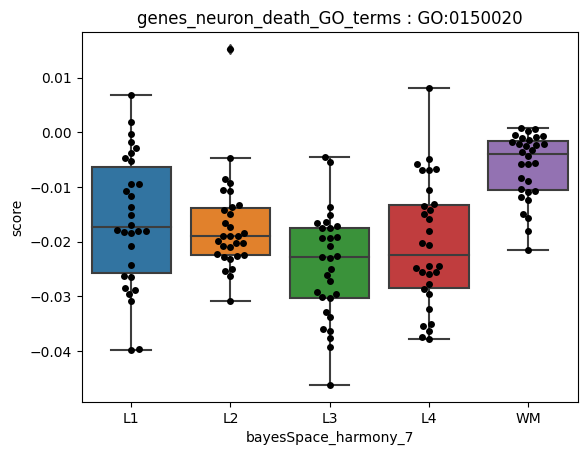 genes_neuron_death_GO_terms : GO:0150020
score
0.01
0.00
−0.01
−0.02
−0.03
−0.04
L1 L2 L3 L4 WM
bayesSpace_harmony_7